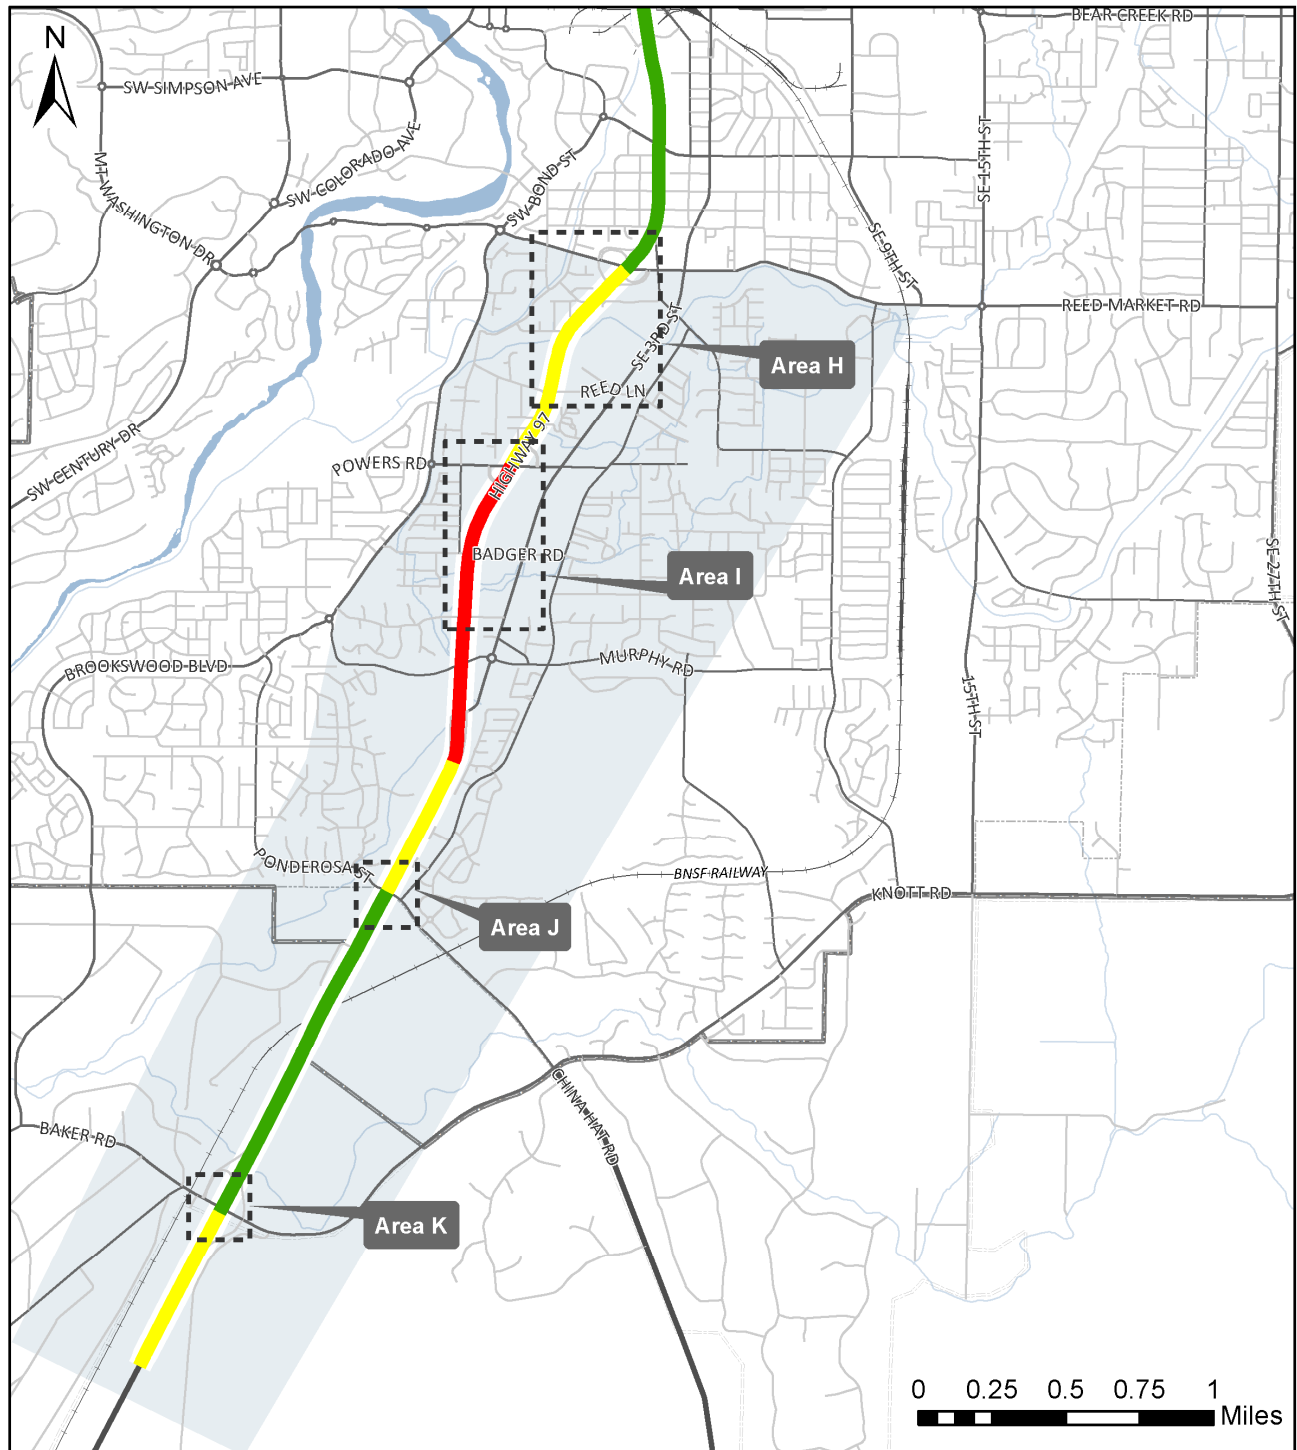 BEAR CREEK RD
N
SW SIMPSON AVE
SW COLORADO AVE
MT WASHINGTON DR
SW BOND ST
SE 15TH ST
SE 9TH ST
REED MARKET RD
SE 3RD ST
Area H
REED LN
HIGHWAY 97
SW CENTURY DR
POWERS RD
BADGER RD
Area I
SE 27TH ST
BROOKSWOOD BLVD
MURPHY RD
15TH ST
PONDEROSA ST
BNSF RAILWAY
KNOTT RD
Area J
CHINA HAT RD
BAKER RD
Area K
0 0.25 0.5 0.75 1
Miles